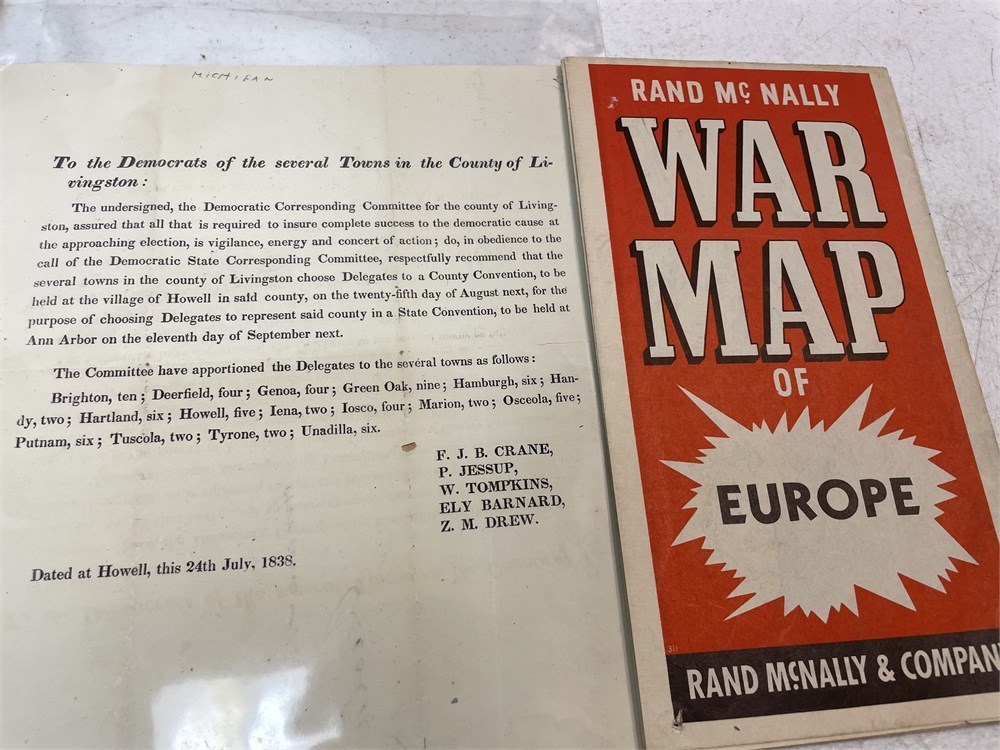 MICHIGAN
To the Democrats of the several Towns in the County of Li-
vingston:
The undersigned, the Democratic Corresponding Committee for the county of Living-
ston, assured that all that is required to insure complete success to the democratic cause at
the approaching election, is vigilance, energy and concert of action; do, in obedience to the
call of the Democratic State Corresponding Committee, respectfully recommend that the
several towns in the county of Livingston choose Delegates to a County Convention, to be
held at the village of Howell in said county, on the twenty-fifth day of August next, for the
purpose of choosing Delegates to represent said county in a State Convention, to be held at
Ann Arbor on the eleventh day of September next.
The Committee have apportioned the Delegates to the several towns as follows:
Brighton, ten; Deerfield, four; Genoa, four; Green Oak, nine; Hamburgh, six; Han-
dy, two; Hartland, six; Howell, five; Iena, two; Iosco, four; Marion, two; Osceola, five;
Putnam, six; Tuscola, two; Tyrone, two; Unadilla, six.
F. J. B. CRANE,
P. JESSUP,
W. TOMPKINS,
ELY BARNARD,
Z. M. DREW.
Dated at Howell, this 24th July, 1838.
RAND McNALLY
WAR
MAP
OF
EUROPE
311
RAND McNALLY & COMPAN